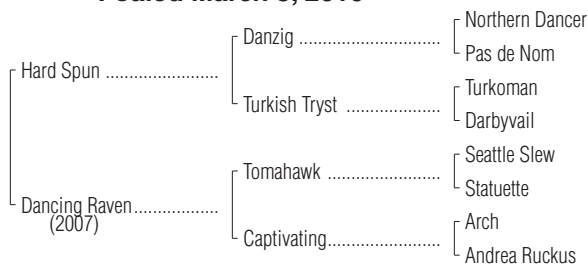 Foaled March
Northern Dancer
Danzig ................................
Pas de Nom
Hard Spun .........................
Turkoman
Turkish Tryst .......................
Darbyvail
Seattle Slew
Tomahawk .........................
Statuette
Dancing Raven...................
(2007)
Arch
Captivating.........................
Andrea Ruckus